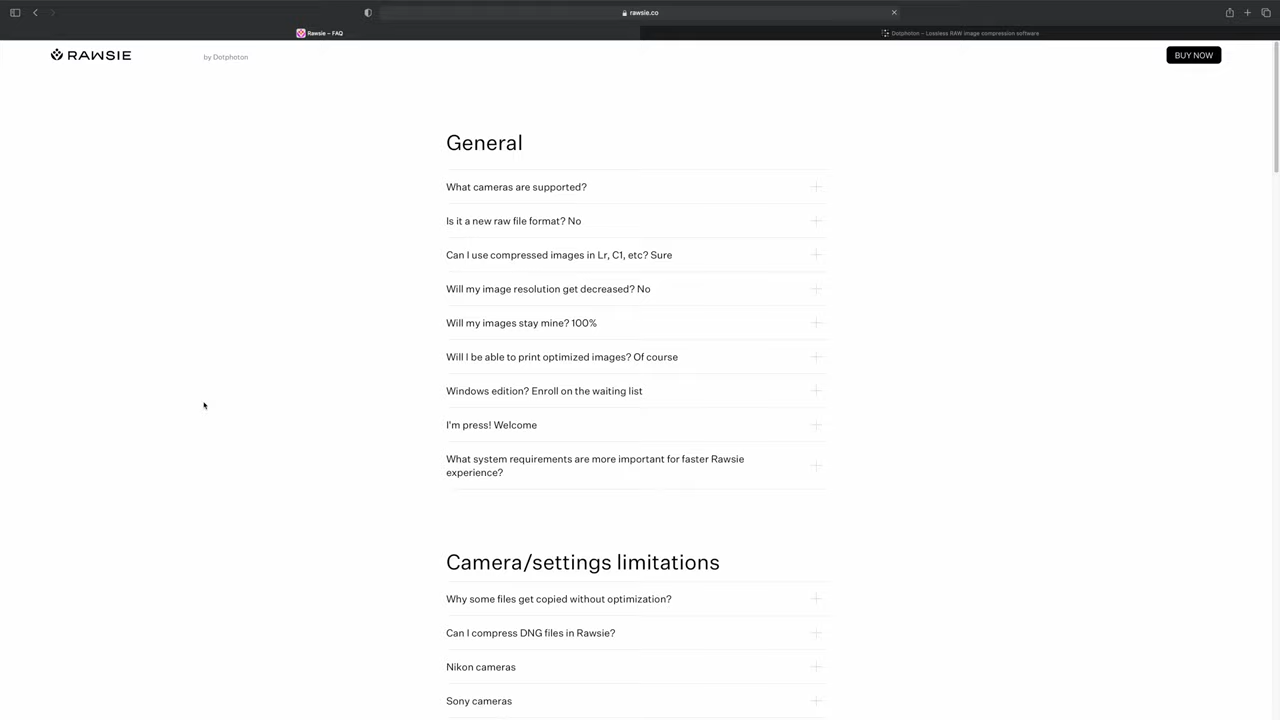 rawsie.co
Rawsie – FAQ
Dotphoton – Lossless RAW image compression software
RAWSIE
by Dotphoton
BUY NOW
General
What cameras are supported?
Is it a new raw file format? No
Can I use compressed images in Lr, C1, etc? Sure
Will my image resolution get decreased? No
Will my images stay mine? 100%
Will I be able to print optimized images? Of course
Windows edition? Enroll on the waiting list
I'm press! Welcome
What system requirements are more important for faster Rawsie
experience?
Camera/settings limitations
Why some files get copied without optimization?
Can I compress DNG files in Rawsie?
Nikon cameras
Sony cameras